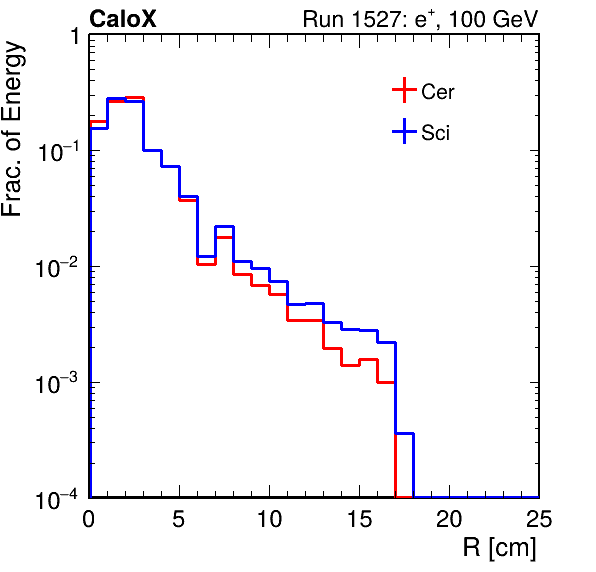 CaloX Run 1527: e⁺, 100 GeV
Frac. of Energy
1
10⁻¹
10⁻²
10⁻³
10⁻⁴
Cer
Sci
0 5 10 15 20 25
R [cm]